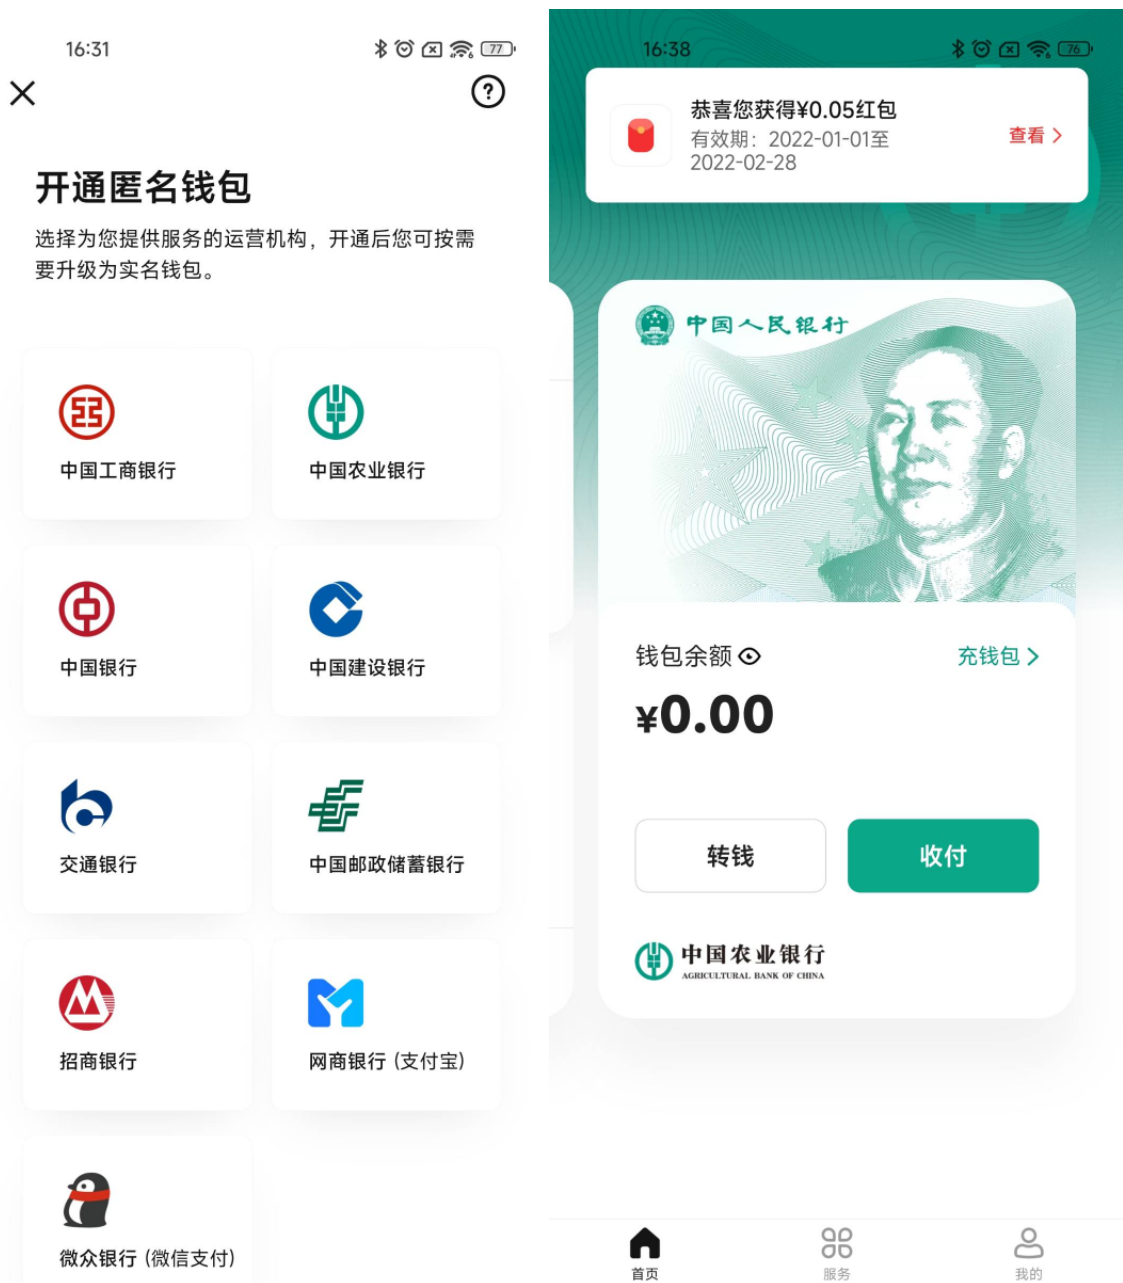 16:31
77
开通匿名钱包
选择为您提供服务的运营机构，开通后您可按需
要升级为实名钱包。
中国工商银行
中国农业银行
中国银行
中国建设银行
交通银行
中国邮政储蓄银行
招商银行
网商银行 (支付宝)
微众银行 (微信支付)
16:38
76
恭喜您获得¥0.05红包
有效期：2022-01-01至
2022-02-28
查看
中国人民银行
钱包余额
充钱包
¥0.00
转钱
收付
中国农业银行
AGRICULTURAL BANK OF CHINA
首页
服务
我的